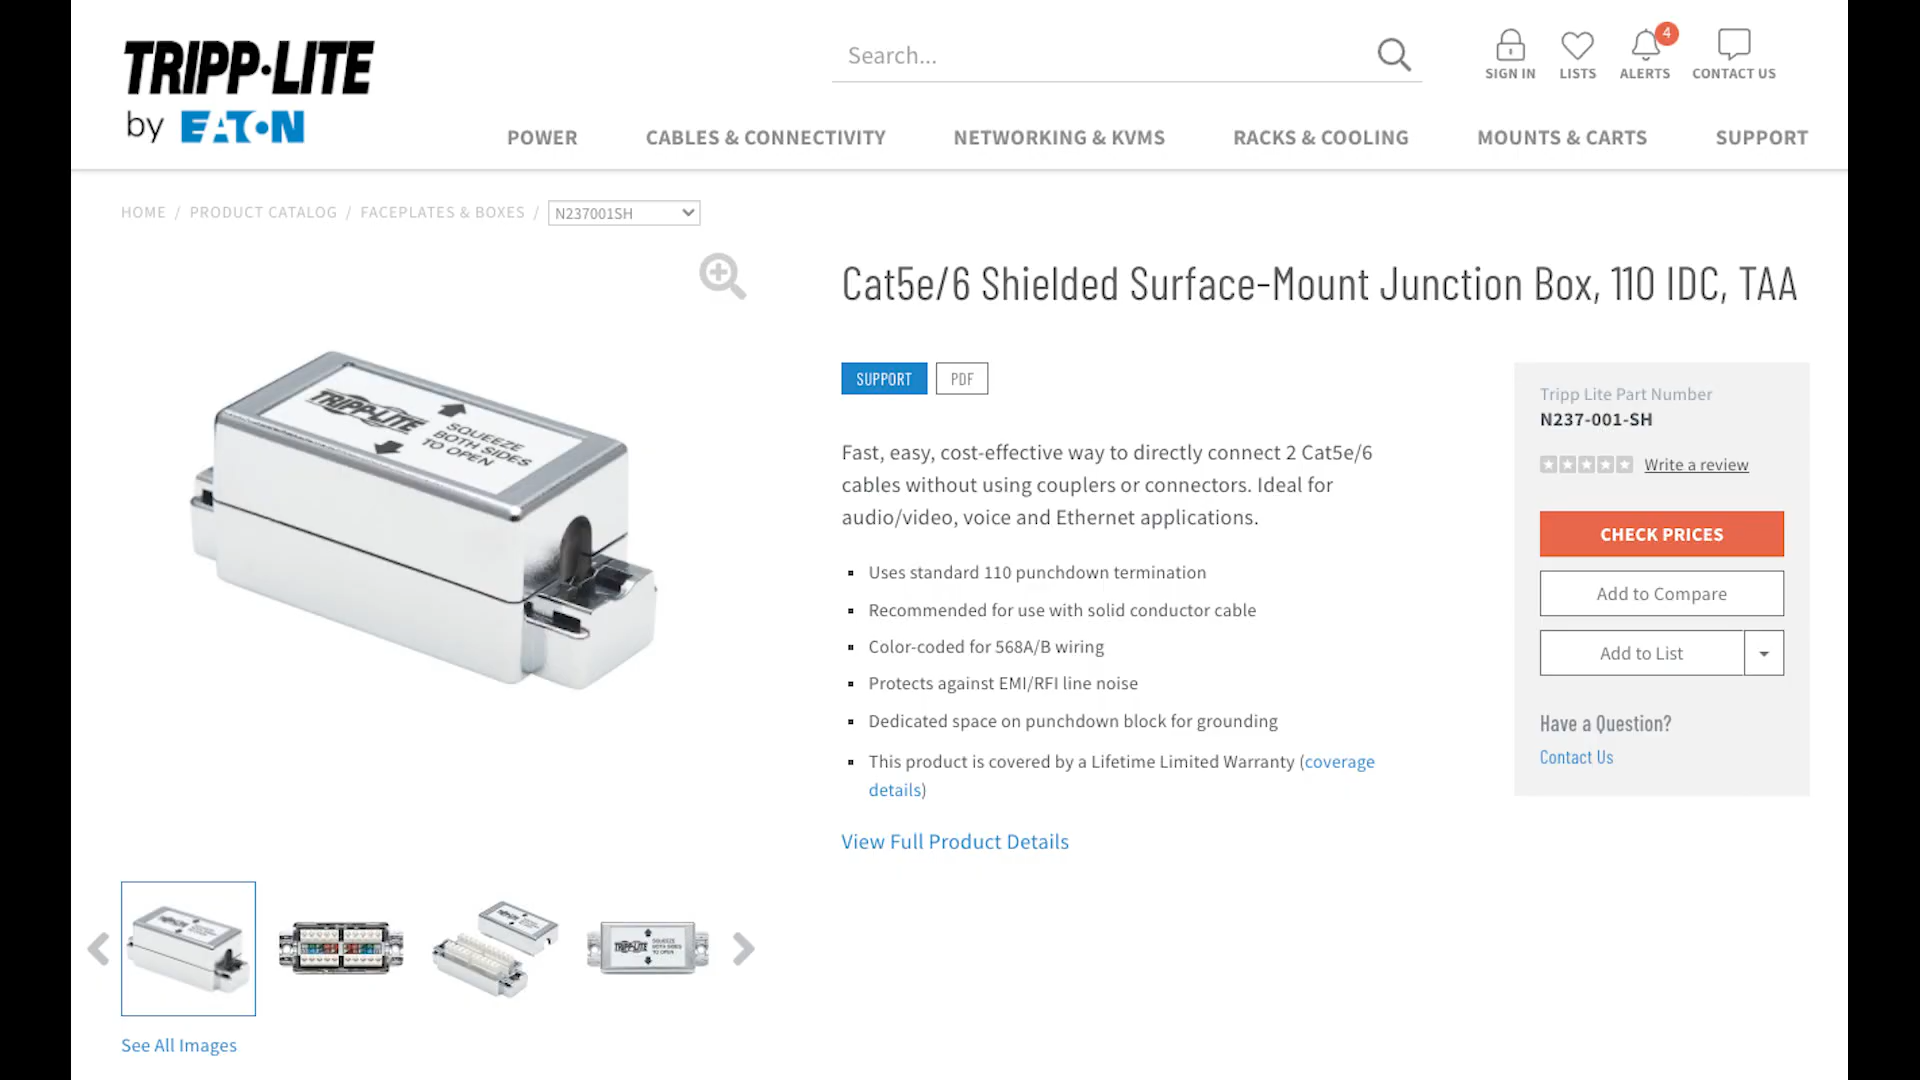 TRIPP·LITE
by EATON
Search...
SIGN IN
LISTS
4
ALERTS
CONTACT US
POWER
CABLES & CONNECTIVITY
NETWORKING & KVMS
RACKS & COOLING
MOUNTS & CARTS
SUPPORT
HOME / PRODUCT CATALOG / FACEPLATES & BOXES / N237001SH
TRIPP·LITE
SQUEEZE
BOTH SIDES
TO OPEN
Cat5e/6 Shielded Surface-Mount Junction Box, 110 IDC, TAA
SUPPORT
PDF
Fast, easy, cost-effective way to directly connect 2 Cat5e/6
cables without using couplers or connectors. Ideal for
audio/video, voice and Ethernet applications.
Uses standard 110 punchdown termination
Recommended for use with solid conductor cable
Color-coded for 568A/B wiring
Protects against EMI/RFI line noise
Dedicated space on punchdown block for grounding
This product is covered by a Lifetime Limited Warranty (coverage
details)
View Full Product Details
Tripp Lite Part Number
N237-001-SH
Write a review
CHECK PRICES
Add to Compare
Add to List
Have a Question?
Contact Us
TRIPP·LITE
SQUEEZE
BOTH SIDES
TO OPEN
See All Images